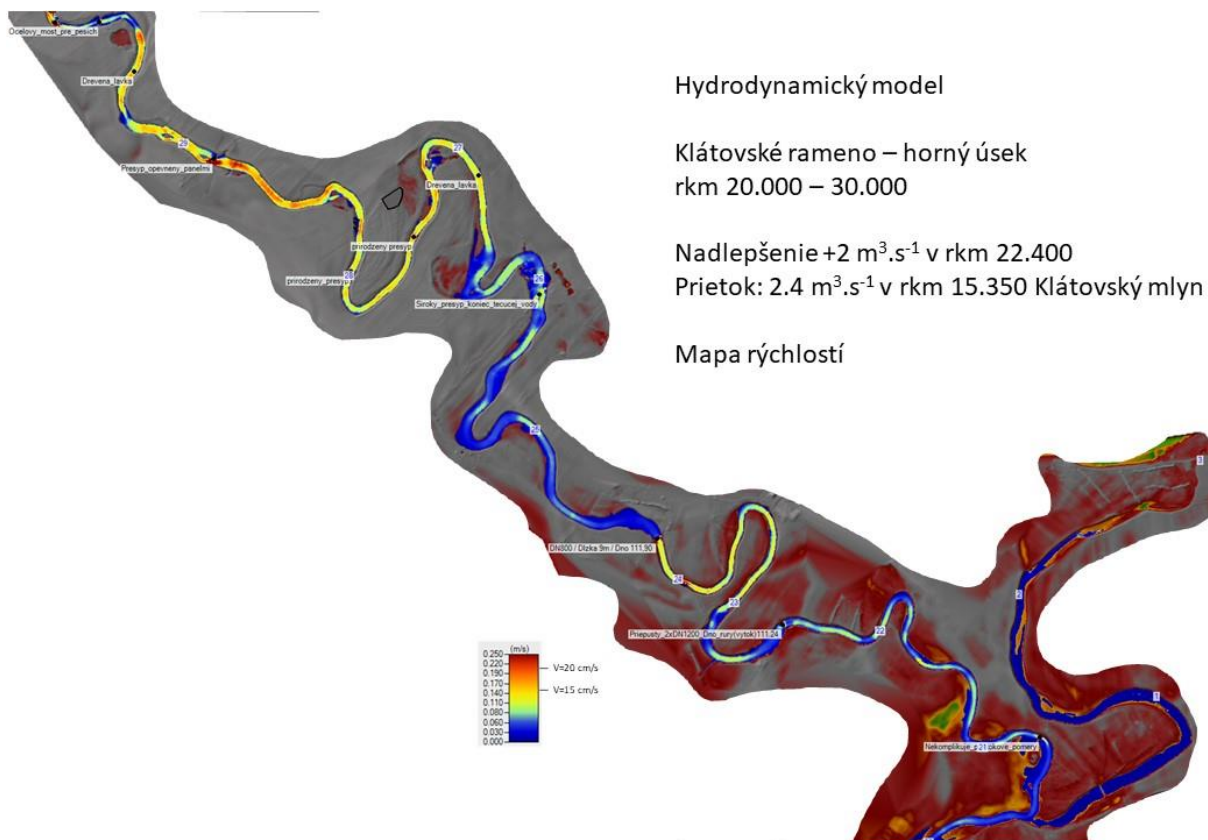 Ocelovy_most_pre_pesich
Drevena_lavka
29
Presyp_opevneny_panelmi
27
Drevena_lavka
prirodzeny presyp
28
prirodzeny_presyp
26
Siroky_presyp_koniec_tecucej_vody
25
DN800 / Dlzka 9m / Dno 111,90
24
23
Priepusty_2xDN1200_Dno_rury(vytok)111.24
22
21
3
2
1
Hydrodynamický model
Klátovské rameno – horný úsek
rkm 20.000 – 30.000
Nadlepšenie +2 m³.s⁻¹ v rkm 22.400
Prietok: 2.4 m³.s⁻¹ v rkm 15.350 Klátovský mlyn
Mapa rýchlostí
(m/s)
0.250
0.220
0.190
0.170
0.140
0.110
0.080
0.060
0.030
0.000
V=20 cm/s
V=15 cm/s